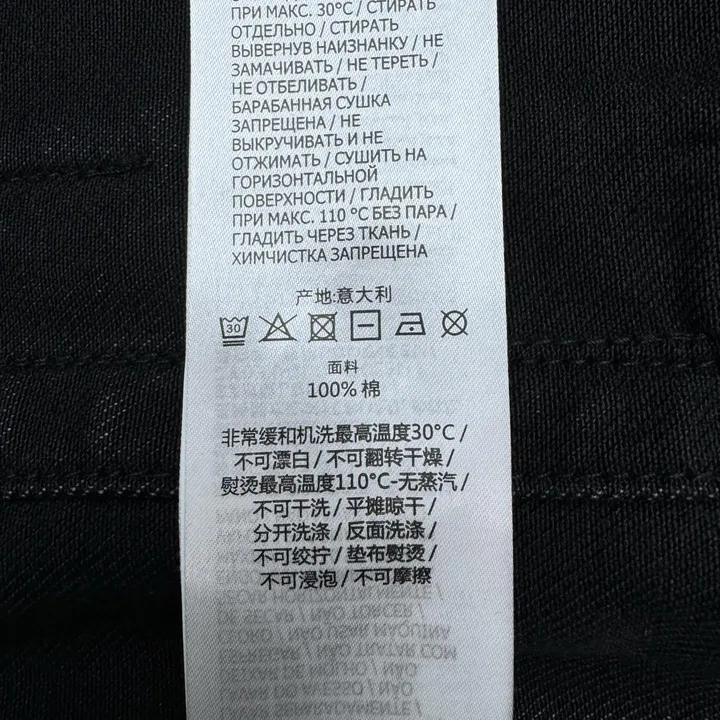 ПРИ МАКС. 30°C / СТИРАТЬ
ОТДЕЛЬНО / СТИРАТЬ
ВЫВЕРНУВ НАИЗНАНКУ / НЕ
ЗАМАЧИВАТЬ / НЕ ТЕРЕТЬ /
НЕ ОТБЕЛИВАТЬ /
БАРАБАННАЯ СУШКА
ЗАПРЕЩЕНА / НЕ
ВЫКРУЧИВАТЬ И НЕ
ОТЖИМАТЬ / СУШИТЬ НА
ГОРИЗОНТАЛЬНОЙ
ПОВЕРХНОСТИ / ГЛАДИТЬ
ПРИ МАКС. 110 °C БЕЗ ПАРА /
ГЛАДИТЬ ЧЕРЕЗ ТКАНЬ /
ХИМЧИСТКА ЗАПРЕЩЕНА
产地:意大利
30
面料
100% 棉
非常缓和机洗最高温度30°C /
不可漂白 / 不可翻转干燥 /
熨烫最高温度110°C-无蒸汽 /
不可干洗 / 平摊晾干 /
分开洗涤 / 反面洗涤 /
不可绞拧 / 垫布熨烫 /
不可浸泡 / 不可摩擦